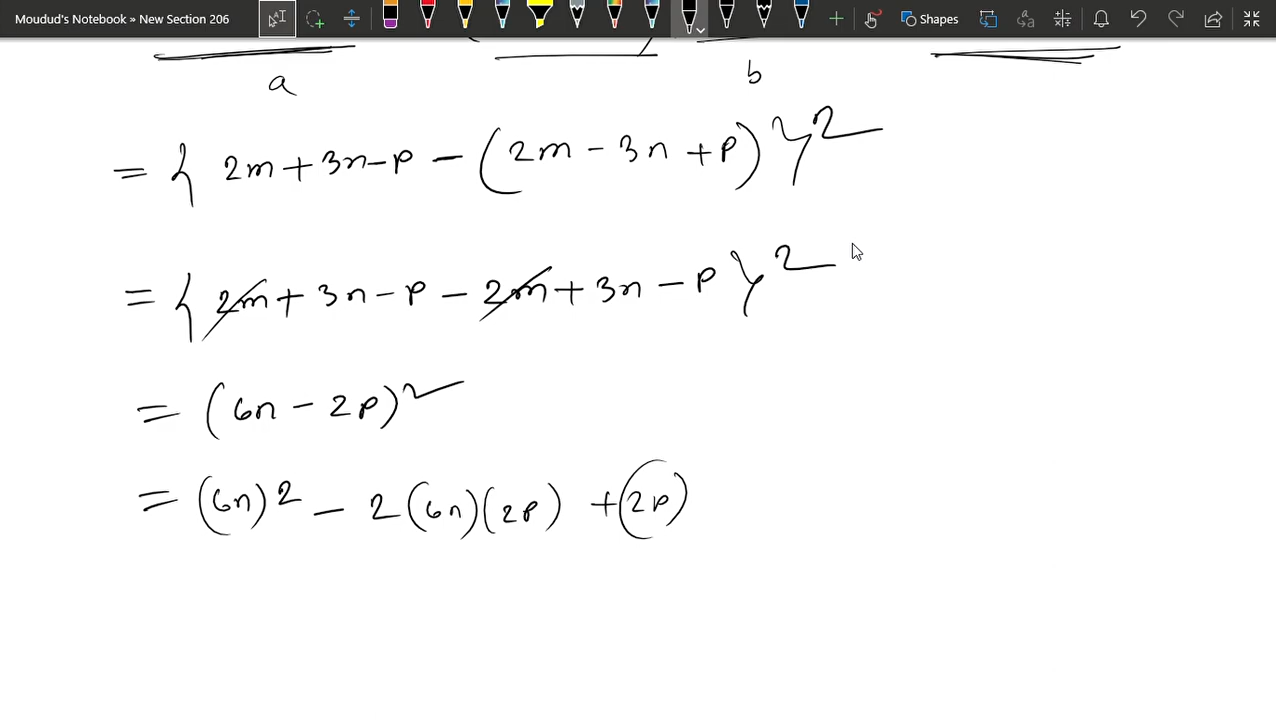 Moudud's Notebook » New Section 206
Shapes
a
b
= { 2m + 3n - p - (2m - 3n + p) }2
= { 2m + 3n - p - 2m + 3n - p }2
= (6n - 2p)2
= (6n)2 - 2 (6n)(2p) + (2p)